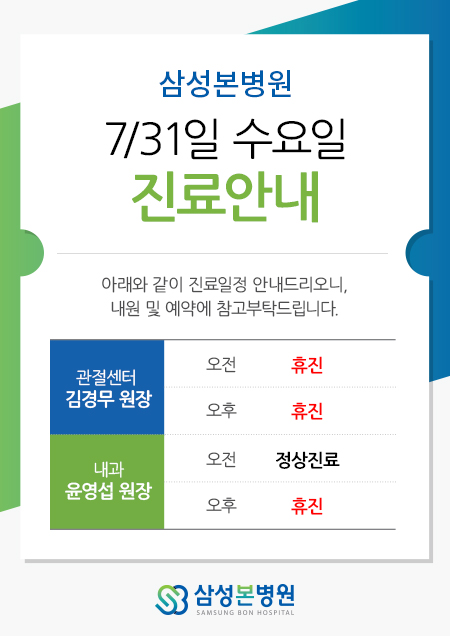 삼성본병원
7/31일 수요일
진료안내
아래와 같이 진료일정 안내드리오니,
내원 및 예약에 참고부탁드립니다.
관절센터
김경무 원장
오전 휴진
오후 휴진
내과
윤영섭 원장
오전 정상진료
오후 휴진
삼성본병원
SAMSUNG BON HOSPITAL